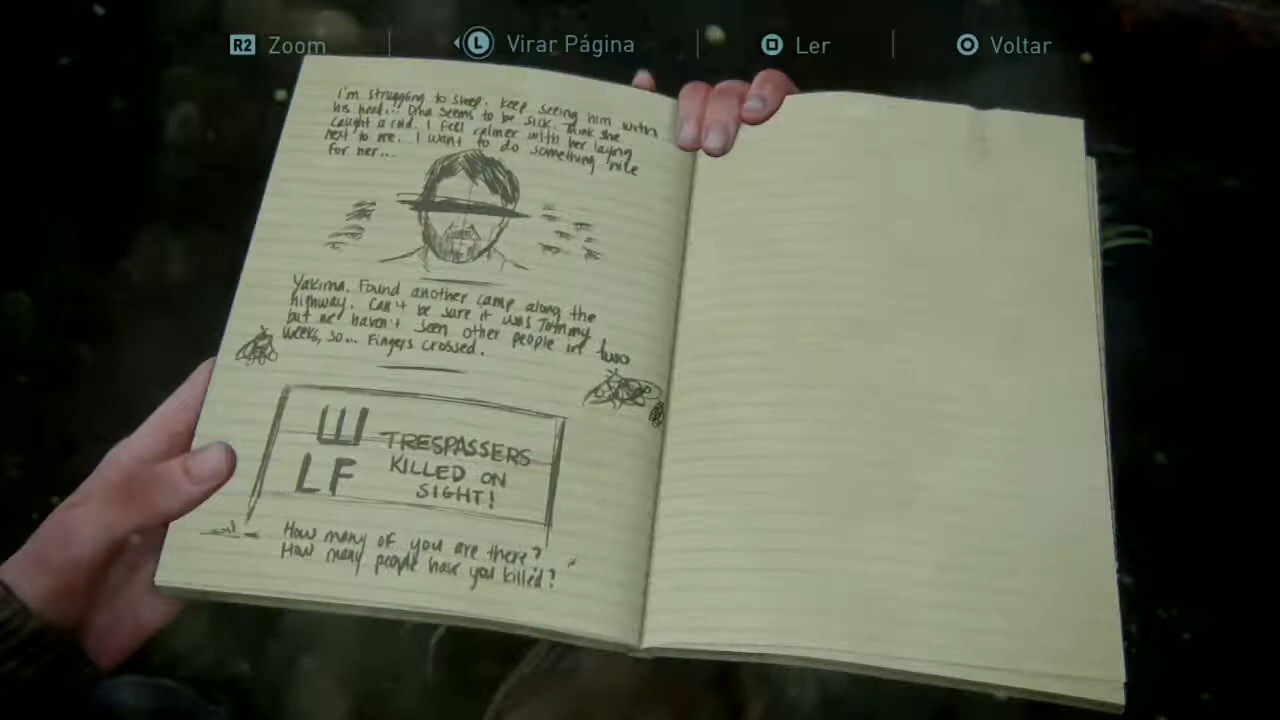 R2 Zoom
L Virar Página
Ler
Voltar
I'm struggling to sleep. Keep seeing him with
his head... Dina seems to be sick. Think she
caught a cold. I feel calmer with her laying
next to me. I want to do something nice
for her...
Yakima. Found another camp along the
highway. Can't be sure it was Tommy
but we haven't seen other people in two
weeks, so... Fingers crossed.
W
LF
TRESPASSERS
KILLED ON
SIGHT!
How many of you are there?
How many people have you killed?